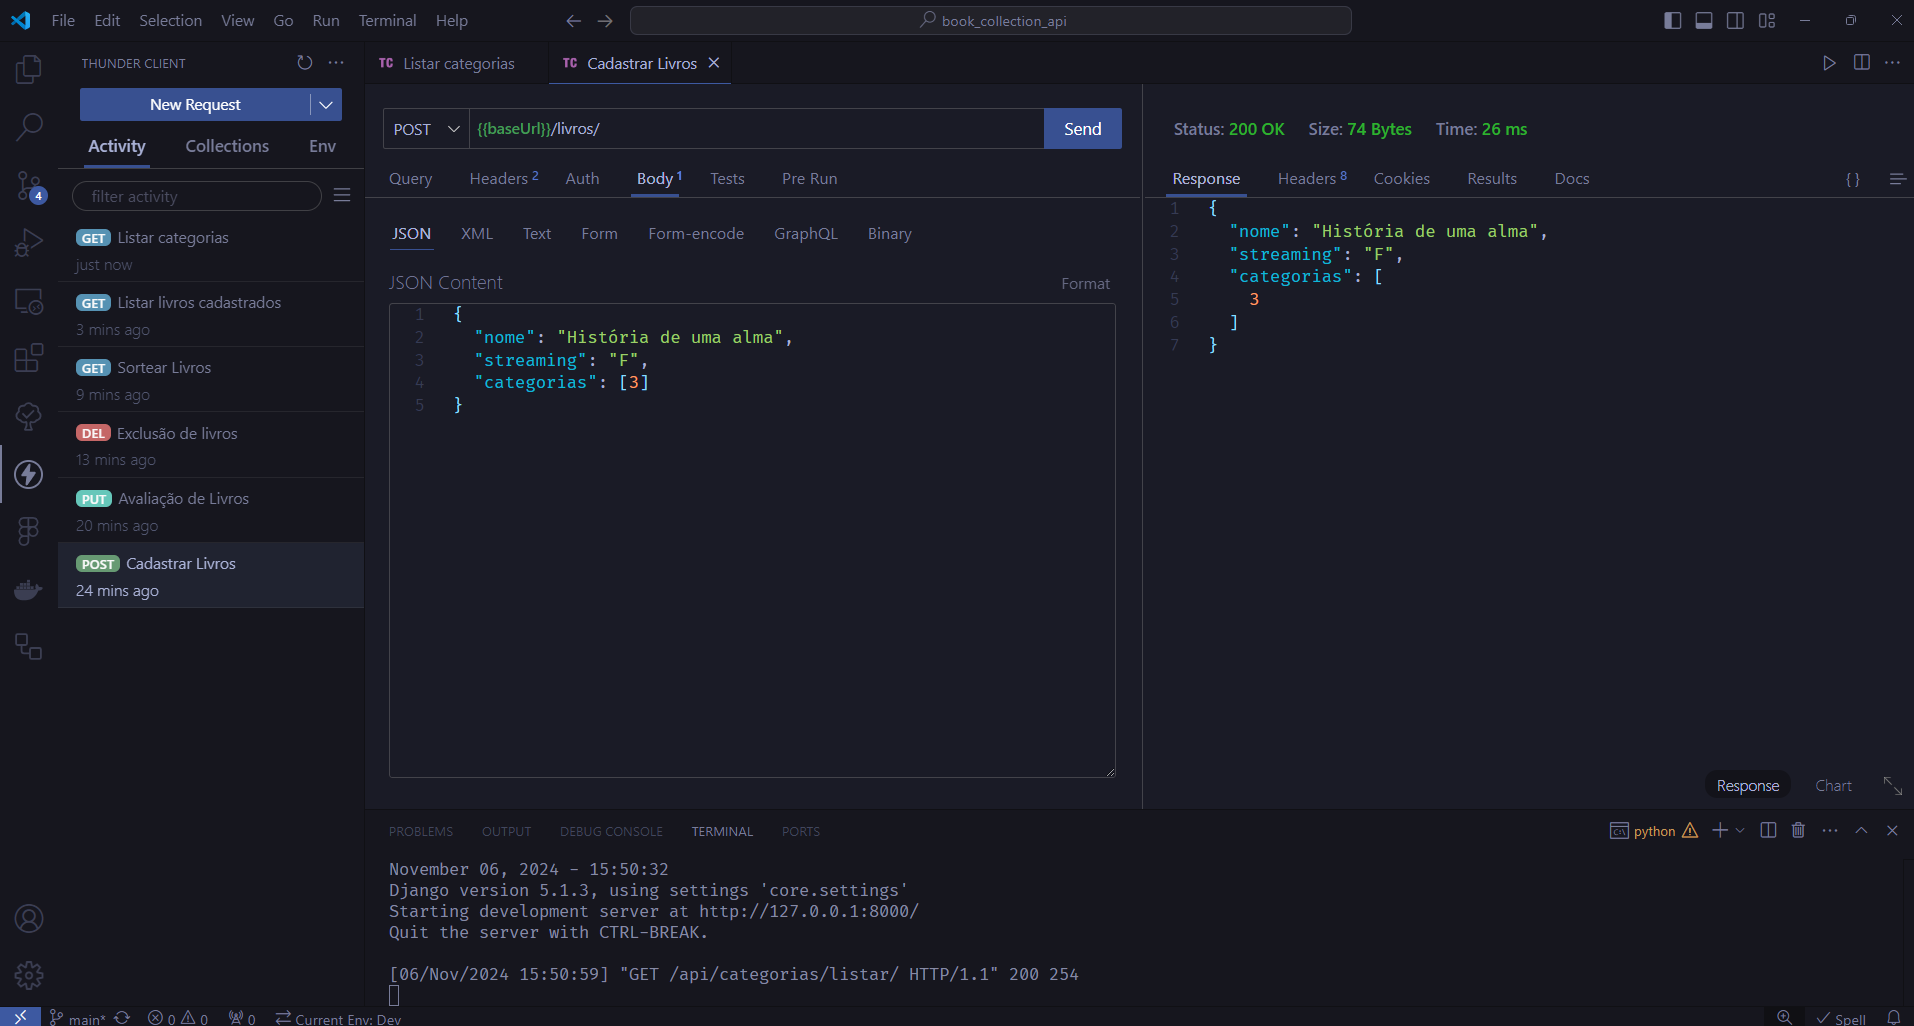 File Edit Selection View Go Run Terminal Help
book_collection_api
THUNDER CLIENT
New Request
Activity Collections Env
filter activity
GET Listar categorias
just now
GET Listar livros cadastrados
3 mins ago
GET Sortear Livros
9 mins ago
DEL Exclusão de livros
13 mins ago
PUT Avaliação de Livros
20 mins ago
POST Cadastrar Livros
24 mins ago
4
TC Listar categorias
TC Cadastrar Livros
POST {{baseUrl}}/livros/ Send
Query Headers 2 Auth Body 1 Tests Pre Run
JSON XML Text Form Form-encode GraphQL Binary
JSON Content Format
1 {
2 "nome": "História de uma alma",
3 "streaming": "F",
4 "categorias": [3]
5 }
Status: 200 OK Size: 74 Bytes Time: 26 ms
Response Headers 8 Cookies Results Docs { }
1 {
2 "nome": "História de uma alma",
3 "streaming": "F",
4 "categorias": [
5 3
6 ]
7 }
Response Chart
PROBLEMS OUTPUT DEBUG CONSOLE TERMINAL PORTS
python
November 06, 2024 - 15:50:32
Django version 5.1.3, using settings 'core.settings'
Starting development server at http://127.0.0.1:8000/
Quit the server with CTRL-BREAK.
[06/Nov/2024 15:50:59] "GET /api/categorias/listar/ HTTP/1.1" 200 254
main* 0 0 0 Current Env: Dev Spell